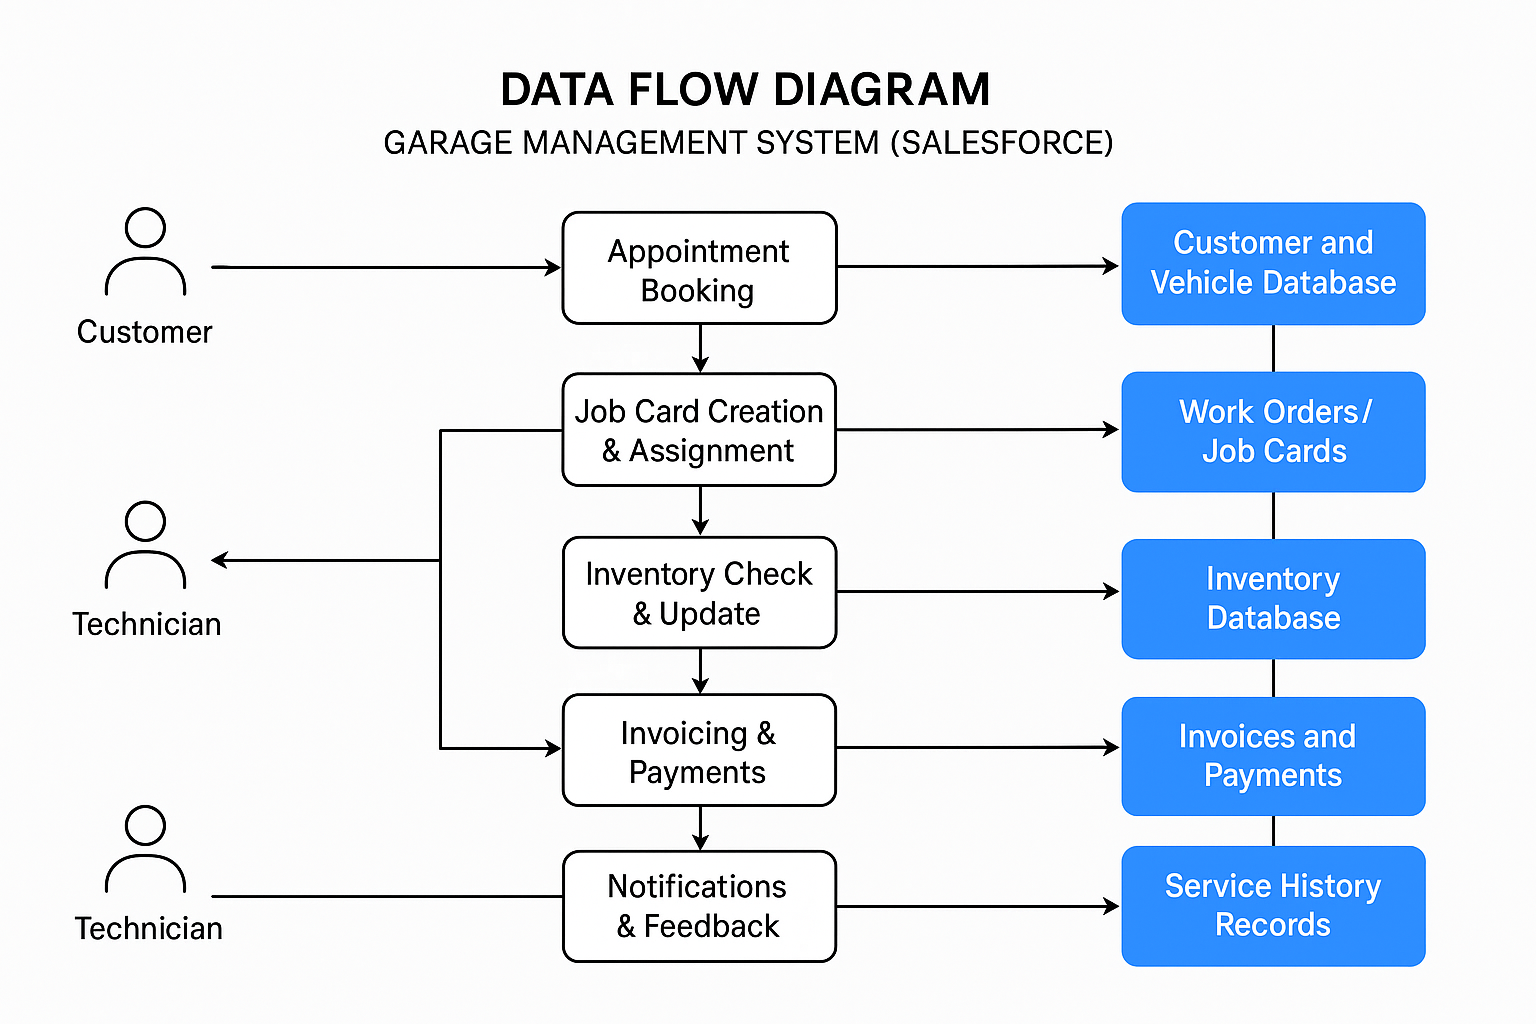 DATA FLOW DIAGRAM
GARAGE MANAGEMENT SYSTEM (SALESFORCE)
Customer
Appointment
Booking
Customer and
Vehicle Database
Job Card Creation
& Assignment
Work Orders/
Job Cards
Technician
Inventory Check
& Update
Inventory
Database
Invoicing &
Payments
Invoices and
Payments
Technician
Notifications
& Feedback
Service History
Records